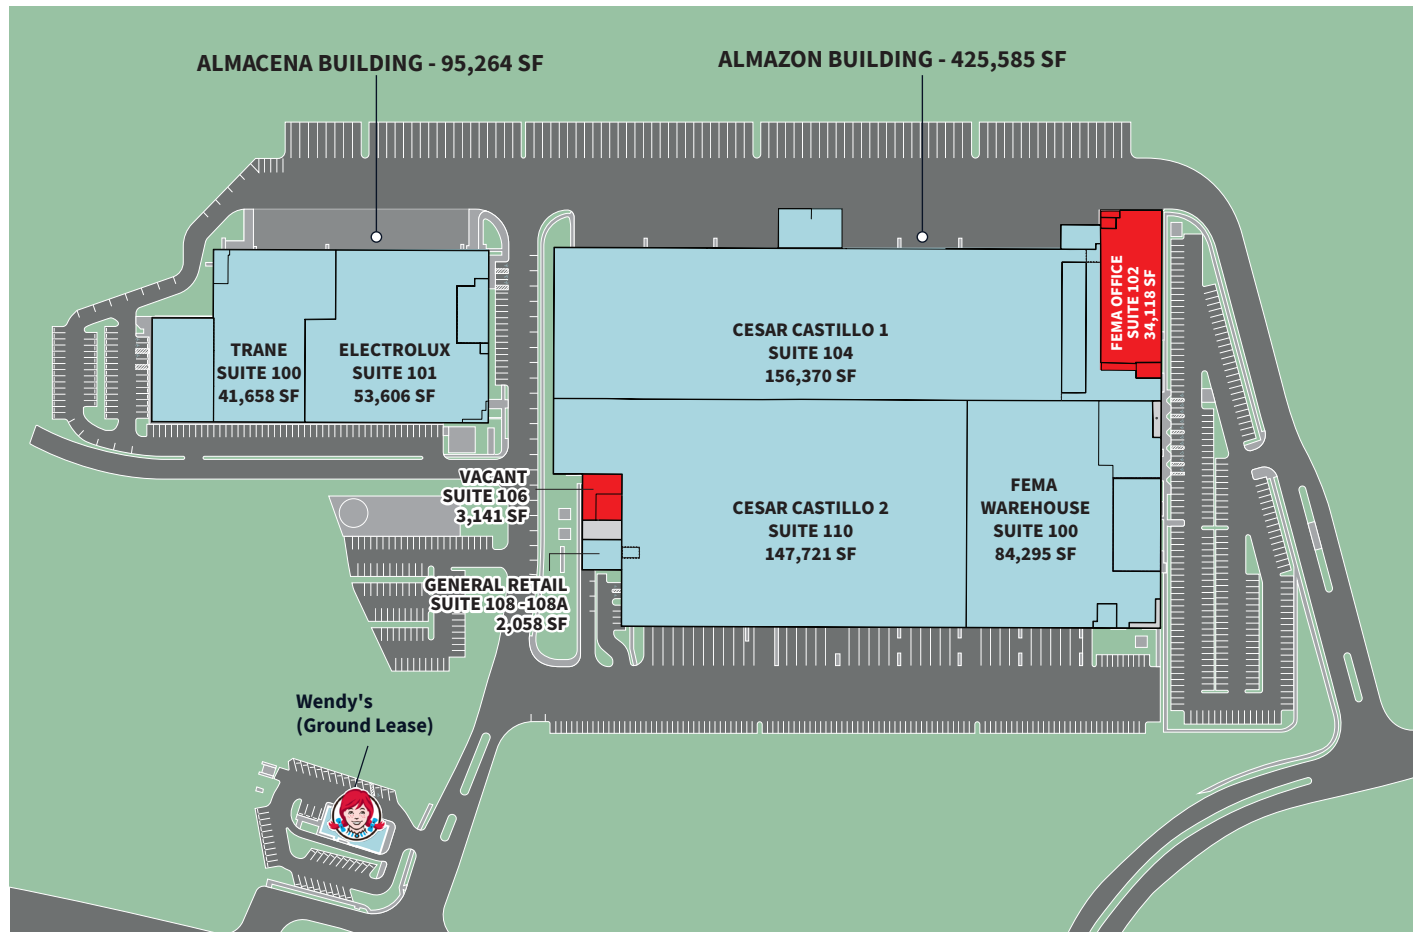 ALMACENA BUILDING - 95,264 SF
ALMAZON BUILDING - 425,585 SF
FEMA OFFICE
SUITE 102
34,118 SF
TRANE
SUITE 100
41,658 SF
ELECTROLUX
SUITE 101
53,606 SF
CESAR CASTILLO 1
SUITE 104
156,370 SF
VACANT
SUITE 106
3,141 SF
CESAR CASTILLO 2
SUITE 110
147,721 SF
FEMA
WAREHOUSE
SUITE 100
84,295 SF
GENERAL RETAIL
SUITE 108 -108A
2,058 SF
Wendy's
(Ground Lease)